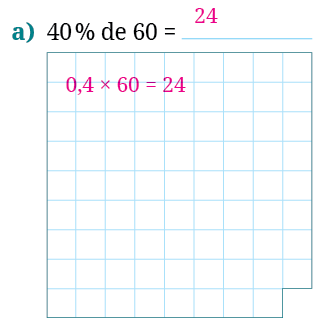 a) 40 % de 60 = 24
0,4 × 60 = 24